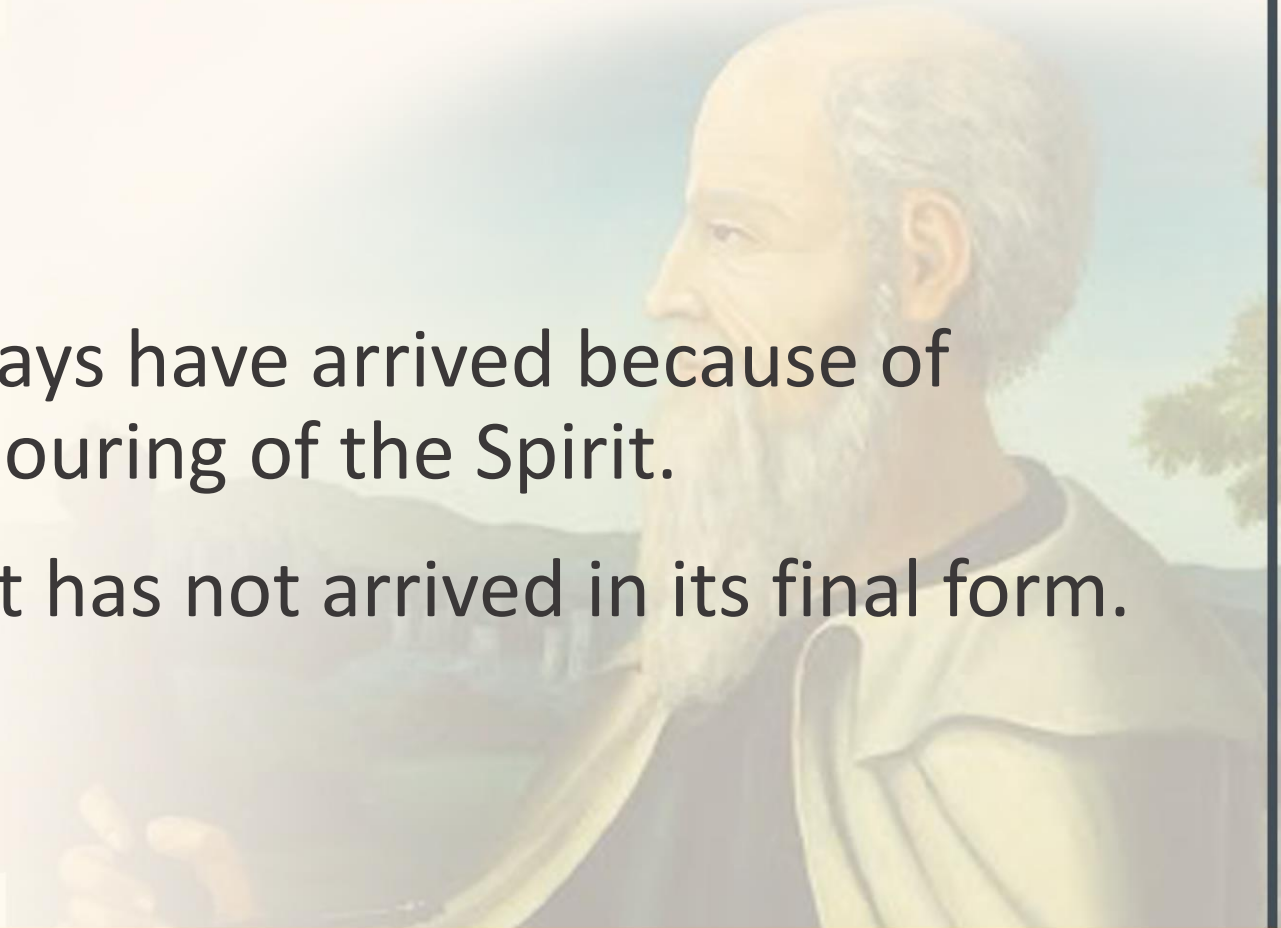 ays have arrived because of
ouring of the Spirit.
t has not arrived in its final form.